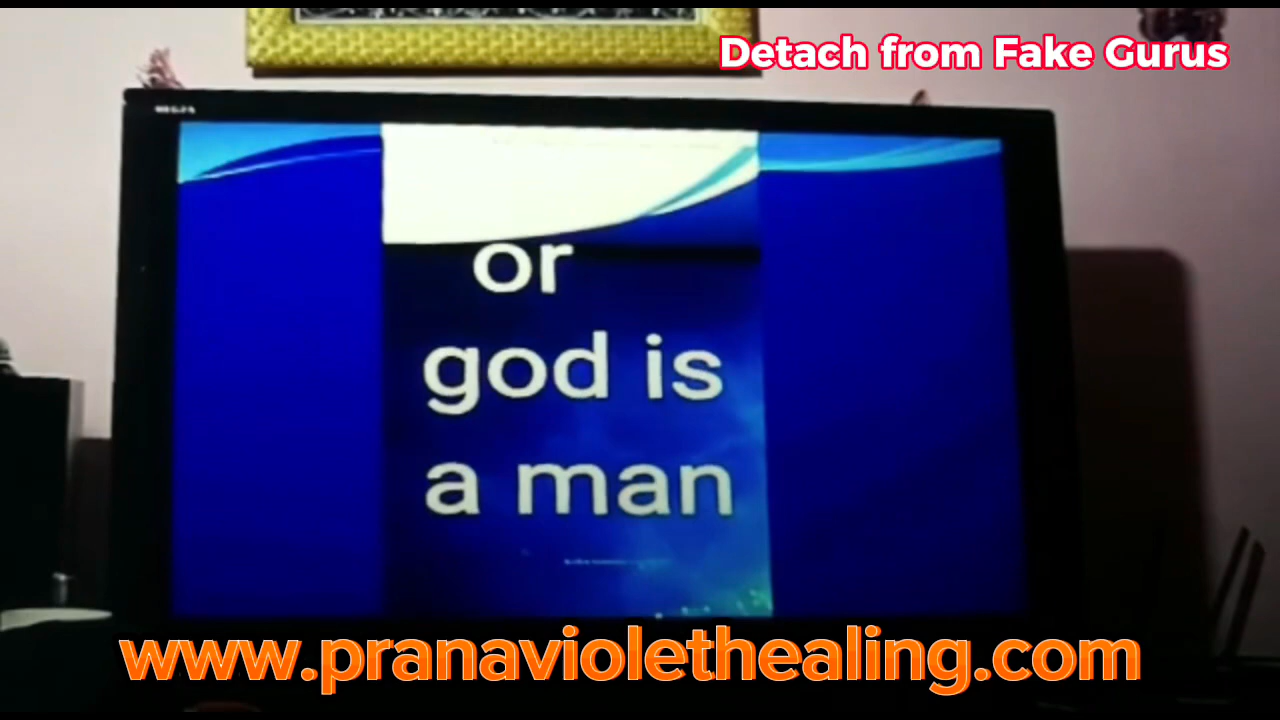 Detach from Fake Gurus
or
god is
a man
www.pranaviolethealing.com